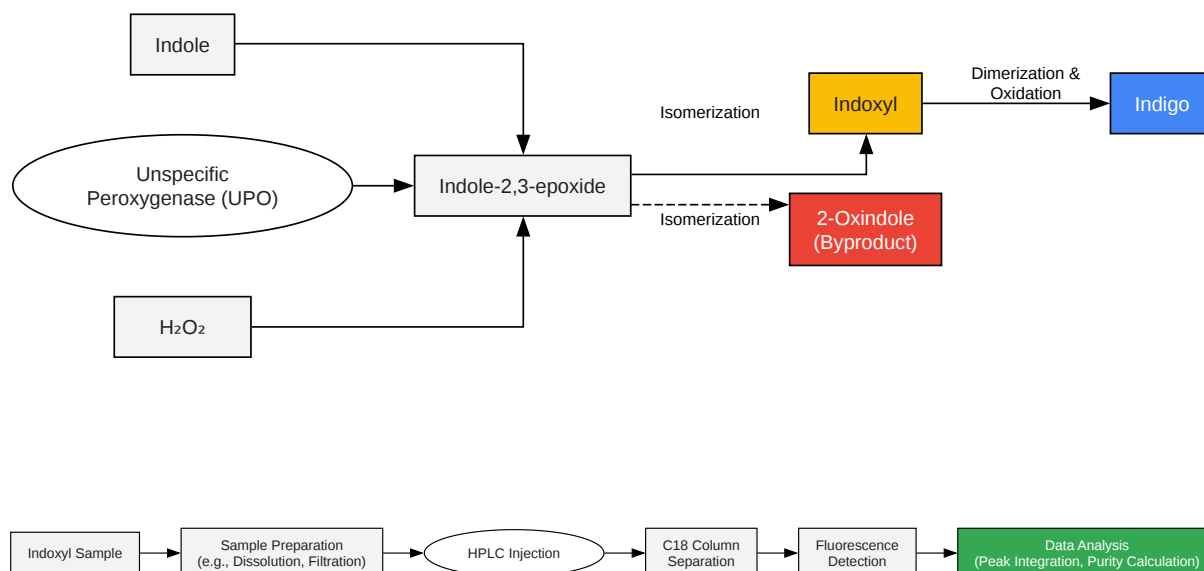 Indole
Unspecific
Peroxygenase (UPO)
H₂O₂
Indole-2,3-epoxide
Isomerization
Isomerization
Indoxyl
2-Oxindole
(Byproduct)
Dimerization &
Oxidation
Indigo
Indoxyl Sample
Sample Preparation
(e.g., Dissolution, Filtration)
HPLC Injection
C18 Column
Separation
Fluorescence
Detection
Data Analysis
(Peak Integration, Purity Calculation)